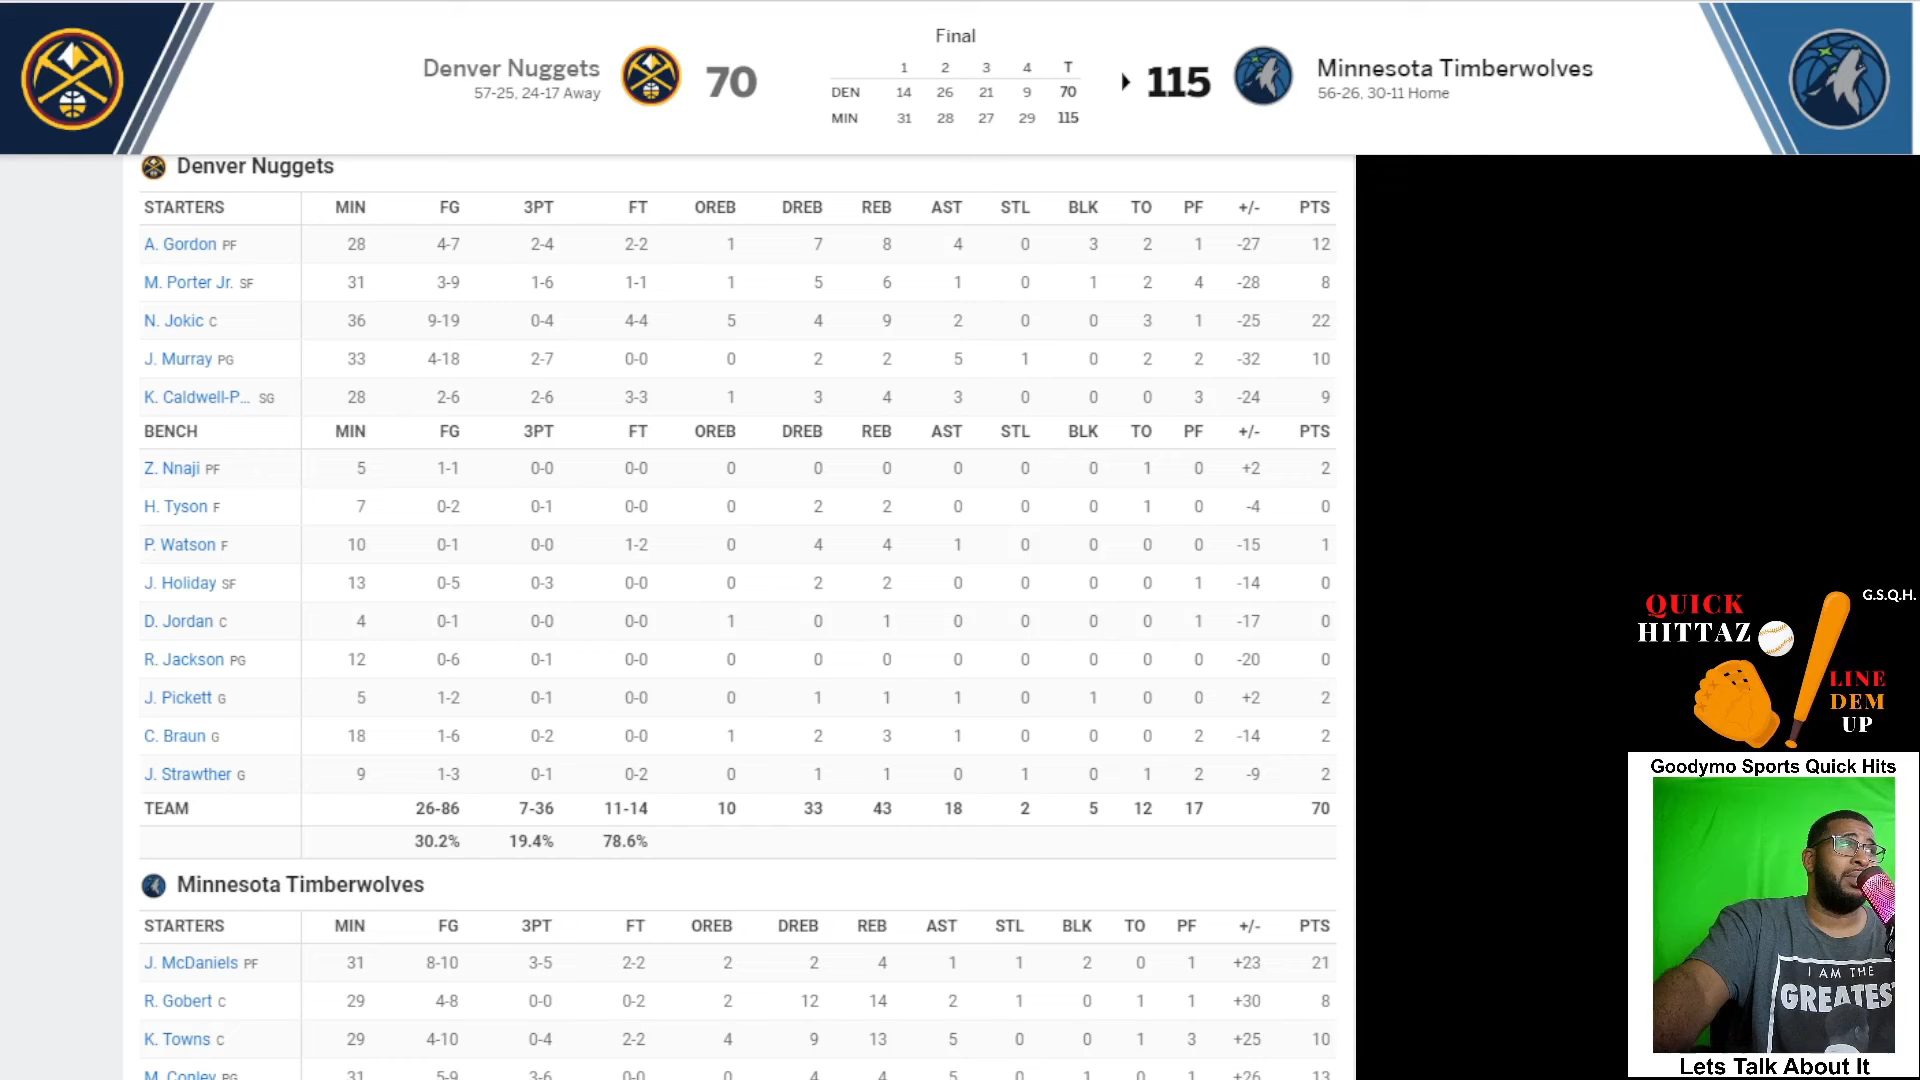 Final
Denver Nuggets
57-25, 24-17 Away
70
1 2 3 4 T
DEN 14 26 21 9 70
MIN 31 28 27 29 115
115
Minnesota Timberwolves
56-26, 30-11 Home
Denver Nuggets
STARTERS MIN FG 3PT FT OREB DREB REB AST STL BLK TO PF +/- PTS
A. Gordon PF 28 4-7 2-4 2-2 1 7 8 4 0 3 2 1 -27 12
M. Porter Jr. SF 31 3-9 1-6 1-1 1 5 6 1 0 1 2 4 -28 8
N. Jokic C 36 9-19 0-4 4-4 5 4 9 2 0 0 3 1 -25 22
J. Murray PG 33 4-18 2-7 0-0 0 2 2 5 1 0 2 2 -32 10
K. Caldwell-P... SG 28 2-6 2-6 3-3 1 3 4 3 0 0 0 3 -24 9
BENCH MIN FG 3PT FT OREB DREB REB AST STL BLK TO PF +/- PTS
Z. Nnaji PF 5 1-1 0-0 0-0 0 0 0 0 0 0 1 0 +2 2
H. Tyson F 7 0-2 0-1 0-0 0 2 2 0 0 0 1 0 -4 0
P. Watson F 10 0-1 0-0 1-2 0 4 4 1 0 0 0 0 -15 1
J. Holiday SF 13 0-5 0-3 0-0 0 2 2 0 0 0 0 1 -14 0
D. Jordan C 4 0-1 0-0 0-0 1 0 1 0 0 0 0 1 -17 0
R. Jackson PG 12 0-6 0-1 0-0 0 0 0 0 0 0 0 0 -20 0
J. Pickett G 5 1-2 0-1 0-0 0 1 1 1 0 1 0 0 +2 2
C. Braun G 18 1-6 0-2 0-0 1 2 3 1 0 0 0 2 -14 2
J. Strawther G 9 1-3 0-1 0-2 0 1 1 0 1 0 1 2 -9 2
TEAM 26-86 7-36 11-14 10 33 43 18 2 5 12 17 70
30.2% 19.4% 78.6%
Minnesota Timberwolves
STARTERS MIN FG 3PT FT OREB DREB REB AST STL BLK TO PF +/- PTS
J. McDaniels PF 31 8-10 3-5 2-2 2 2 4 1 1 2 0 1 +23 21
R. Gobert C 29 4-8 0-0 0-2 2 12 14 2 1 0 1 1 +30 8
K. Towns C 29 4-10 0-4 2-2 4 9 13 5 0 0 1 3 +25 10
M. Conley PG 31 5-9 3-6 0-0 0 4 4 5 0 1 0 1 +26 13
G.S.Q.H.
QUICK
HITTAZ
LINE
DEM
UP
Goodymo Sports Quick Hits
I AM THE
GREATEST
Lets Talk About It